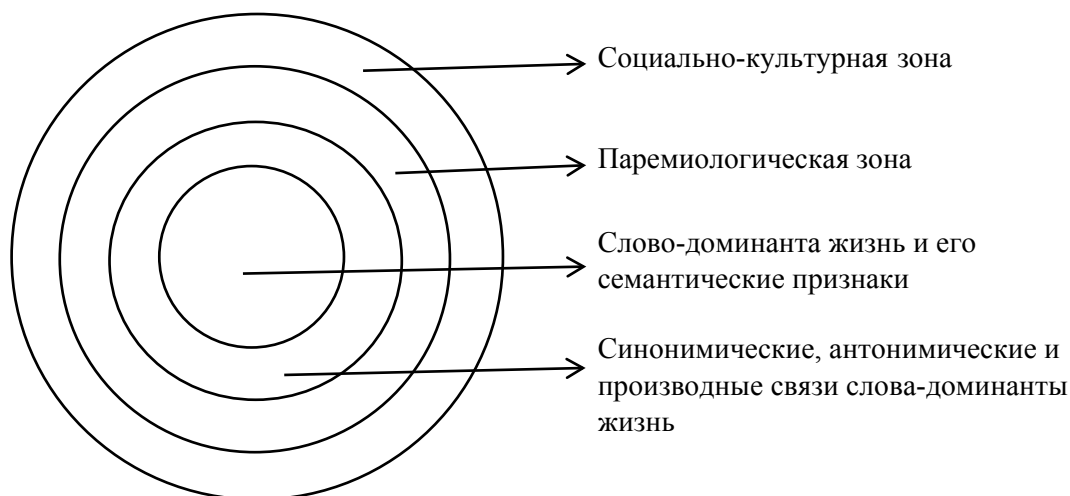 Социально-культурная зона
Паремиологическая зона
Слово-доминанта жизнь и его
семантические признаки
Синонимические, антонимические и
производные связи слова-доминанты
жизнь